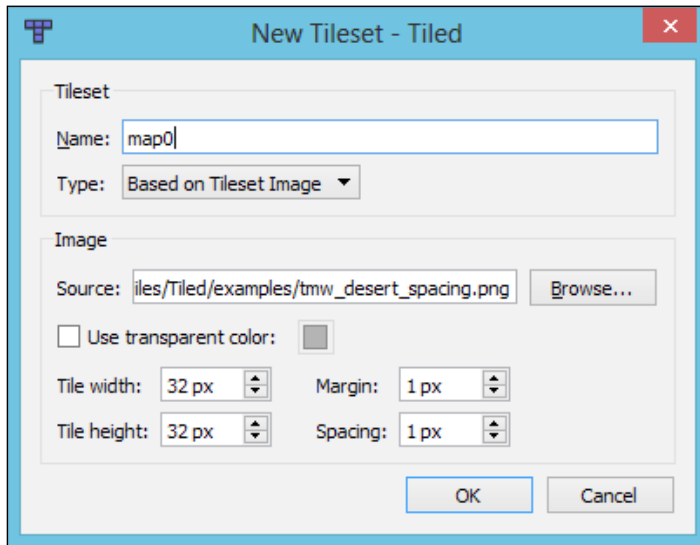 New Tileset - Tiled
Tileset
Name: map0
Type: Based on Tileset Image
Image
Source: iles/Tiled/examples/tmw_desert_spacing.png Browse...
Use transparent color:
Tile width: 32 px Margin: 1 px
Tile height: 32 px Spacing: 1 px
OK Cancel